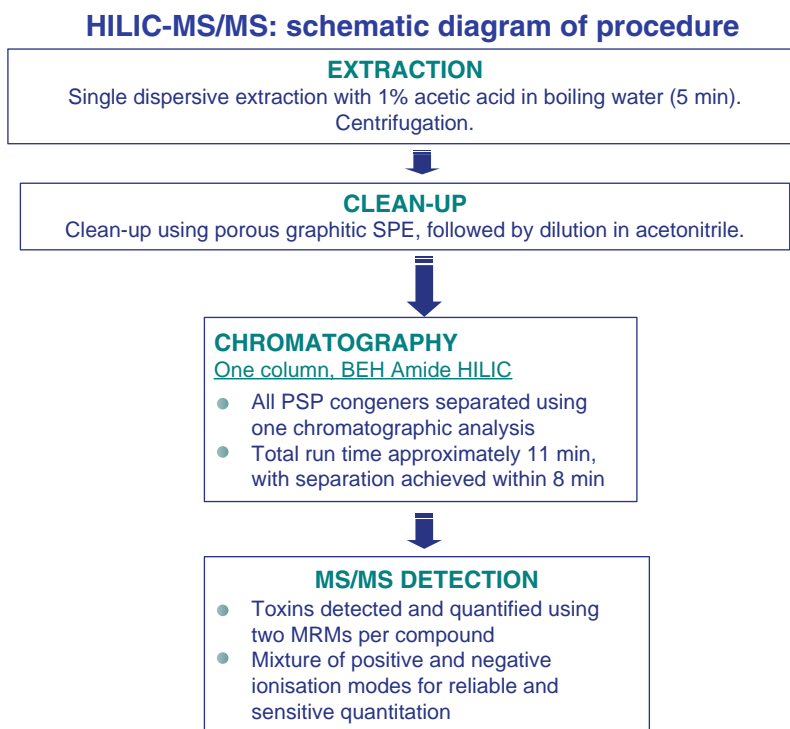 HILIC-MS/MS: schematic diagram of procedure
EXTRACTION
Single dispersive extraction with 1% acetic acid in boiling water (5 min).
Centrifugation.
CLEAN-UP
Clean-up using porous graphitic SPE, followed by dilution in acetonitrile.
CHROMATOGRAPHY
One column, BEH Amide HILIC
All PSP congeners separated using
one chromatographic analysis
Total run time approximately 11 min,
with separation achieved within 8 min
MS/MS DETECTION
Toxins detected and quantified using
two MRMs per compound
Mixture of positive and negative
ionisation modes for reliable and
sensitive quantitation